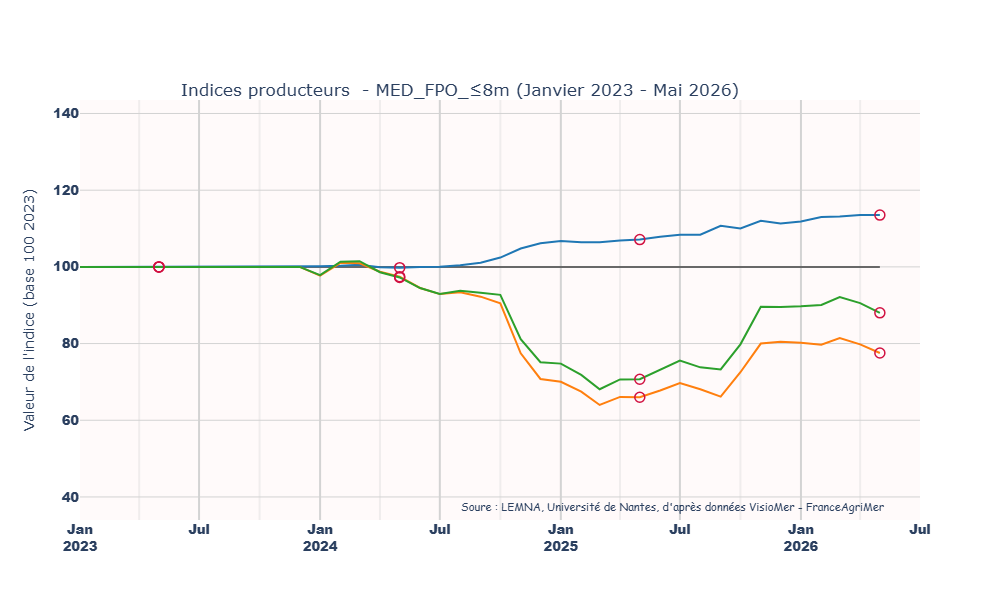 Indices producteurs - MED_FPO_≤8m (Janvier 2023 - Mai 2026)
Valeur de l'indice (base 100 2023)
140
120
100
80
60
40
Soure : LEMNA, Université de Nantes, d'après données VisioMer - FranceAgriMer
Jan Jul Jan Jul Jan Jul Jan Jul
2023 2024 2025 2026